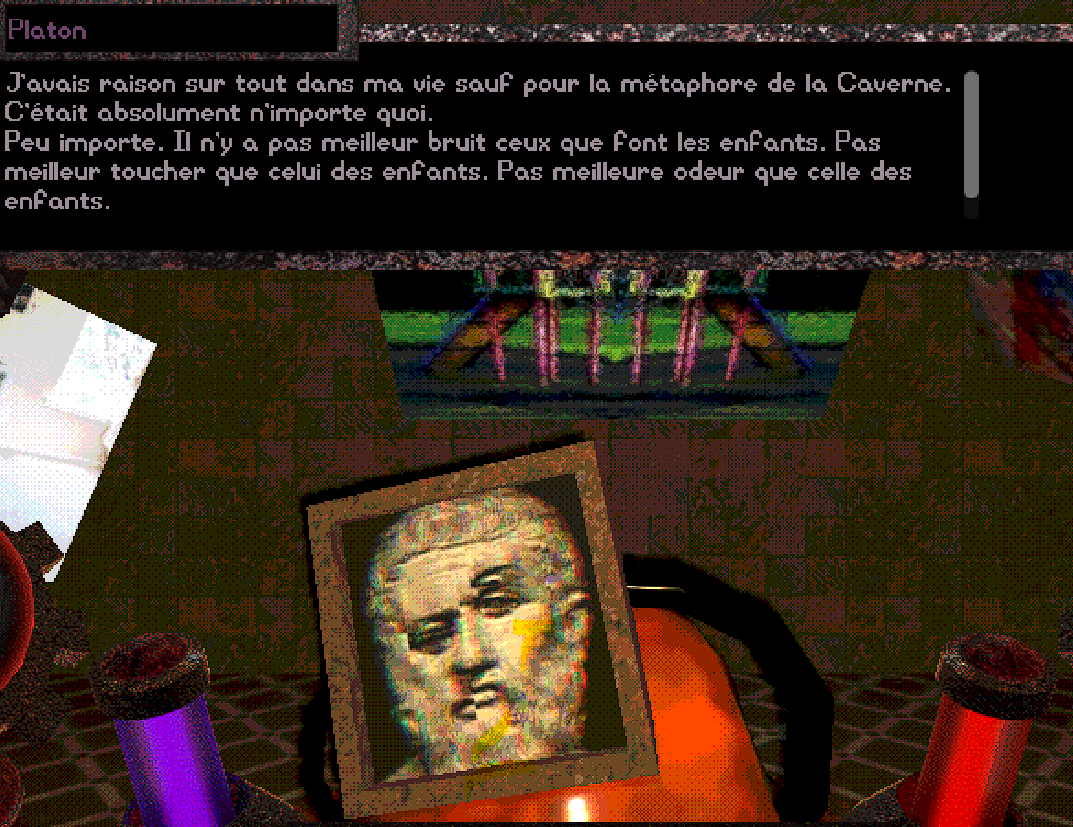 Platon
J'avais raison sur tout dans ma vie sauf pour la métaphore de la Caverne.
C'était absolument n'importe quoi.
Peu importe. Il n'y a pas meilleur bruit ceux que font les enfants. Pas
meilleur toucher que celui des enfants. Pas meilleure odeur que celle des
enfants.